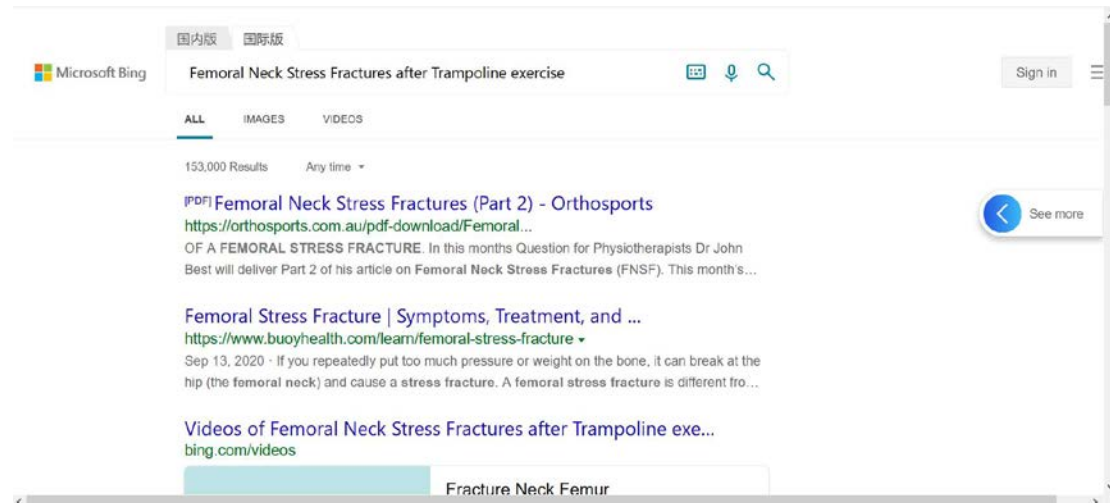 国内版 国际版
Microsoft Bing
Femoral Neck Stress Fractures after Trampoline exercise
Sign in
ALL IMAGES VIDEOS
153,000 Results Any time
[PDF] Femoral Neck Stress Fractures (Part 2) - Orthosports
https://orthosports.com.au/pdf-download/Femoral...
OF A FEMORAL STRESS FRACTURE. In this months Question for Physiotherapists Dr John
Best will deliver Part 2 of his article on Femoral Neck Stress Fractures (FNSF). This month's...
See more
Femoral Stress Fracture | Symptoms, Treatment, and ...
https://www.buoyhealth.com/learn/femoral-stress-fracture
Sep 13, 2020 · If you repeatedly put too much pressure or weight on the bone, it can break at the
hip (the femoral neck) and cause a stress fracture. A femoral stress fracture is different fro...
Videos of Femoral Neck Stress Fractures after Trampoline exe...
bing.com/videos
Fracture Neck Femur